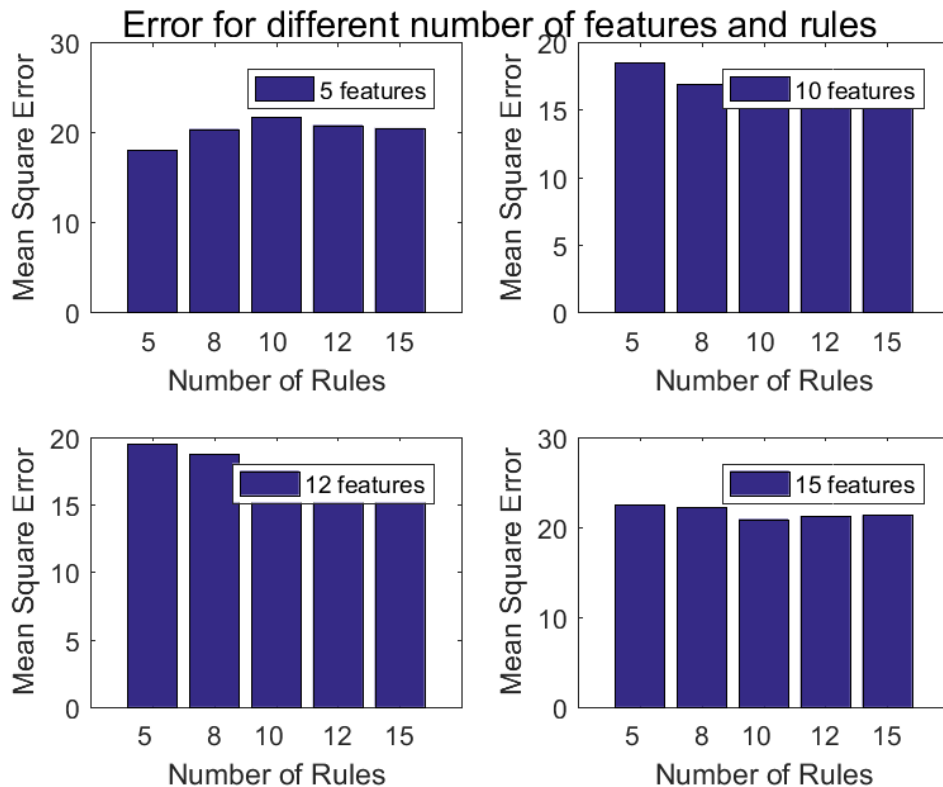 Error for different number of features and rules
Mean Square Error
30
20
10
0
5 features
5 8 10 12 15
Number of Rules
Mean Square Error
20
15
10
5
0
10 features
5 8 10 12 15
Number of Rules
Mean Square Error
20
15
10
5
0
12 features
5 8 10 12 15
Number of Rules
Mean Square Error
30
20
10
0
15 features
5 8 10 12 15
Number of Rules